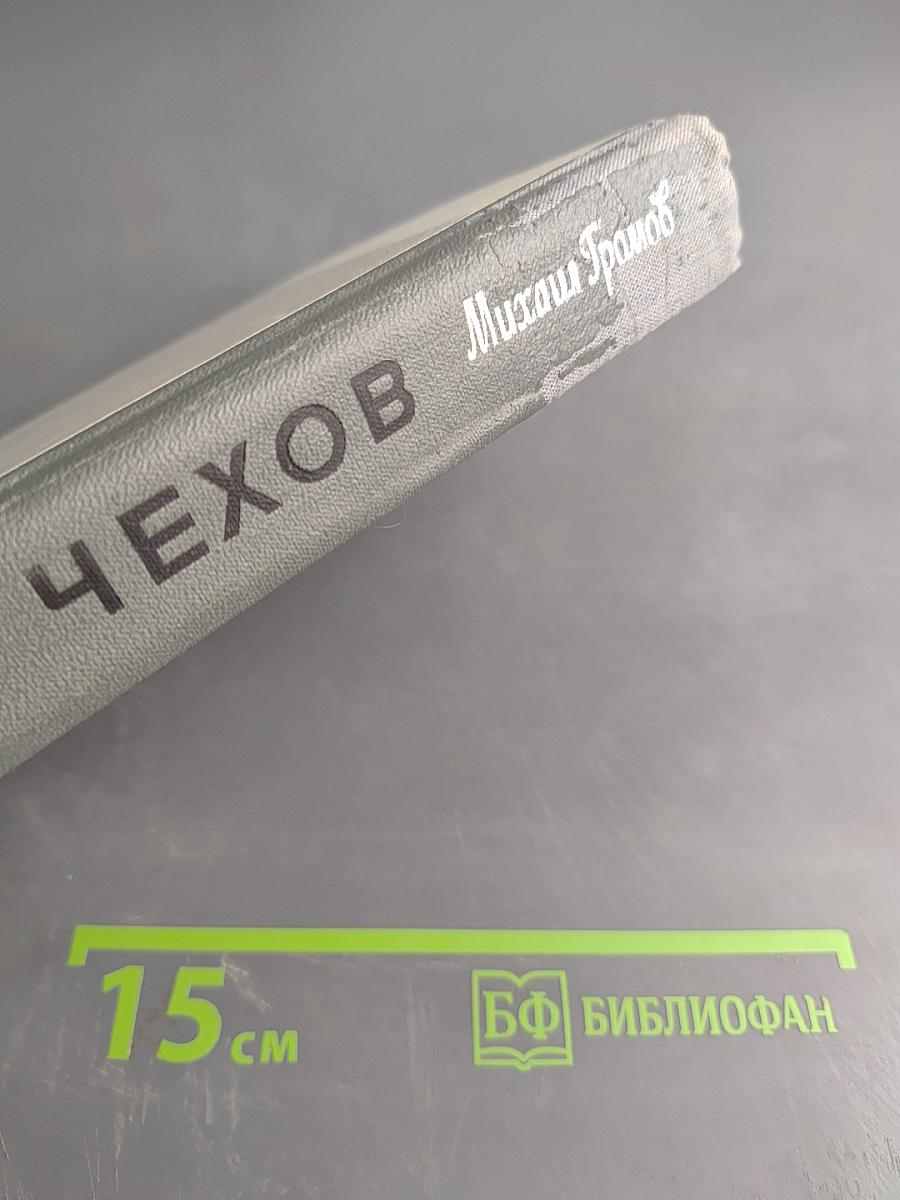 Михаил Громов
ЧЕХОВ
15 см
БФ БИБЛИОФАН